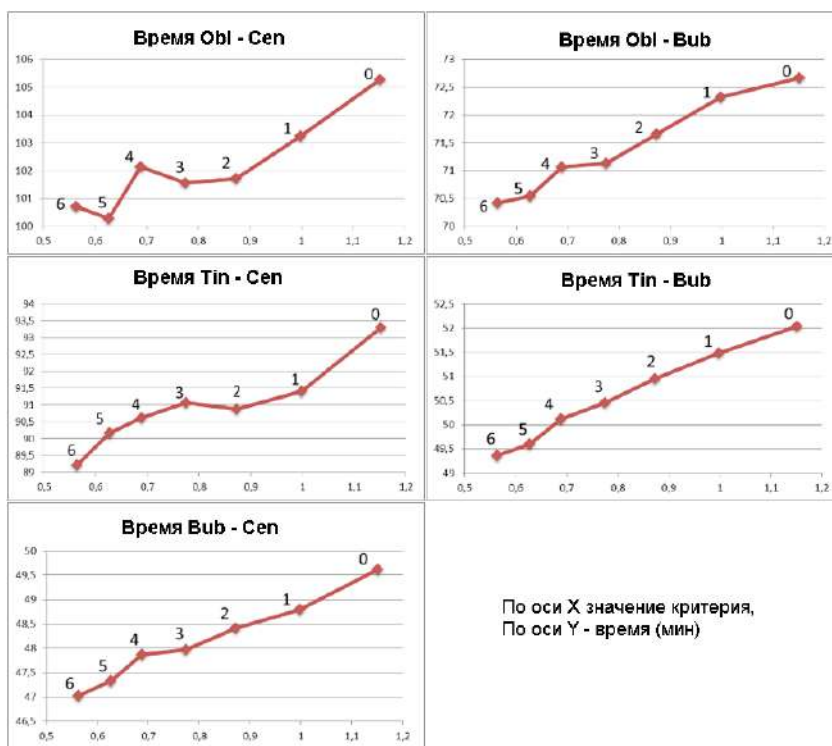 Время Obl - Cen
106
105
104
103
102
101
100
0,5 0,6 0,7 0,8 0,9 1 1,1 1,2
6 5 4 3 2 1 0
Время Obl - Bub
73
72,5
72
71,5
71
70,5
70
0,5 0,6 0,7 0,8 0,9 1 1,1 1,2
6 5 4 3 2 1 0
Время Tin - Cen
94
93,5
93
92,5
92
91,5
91
90,5
90
89,5
89
0,5 0,6 0,7 0,8 0,9 1 1,1 1,2
6 5 4 3 2 1 0
Время Tin - Bub
52,5
52
51,5
51
50,5
50
49,5
49
0,5 0,6 0,7 0,8 0,9 1 1,1 1,2
6 5 4 3 2 1 0
Время Bub - Cen
50
49,5
49
48,5
48
47,5
47
46,5
0,5 0,6 0,7 0,8 0,9 1 1,1 1,2
6 5 4 3 2 1 0
По оси X значение критерия,
По оси Y - время (мин)